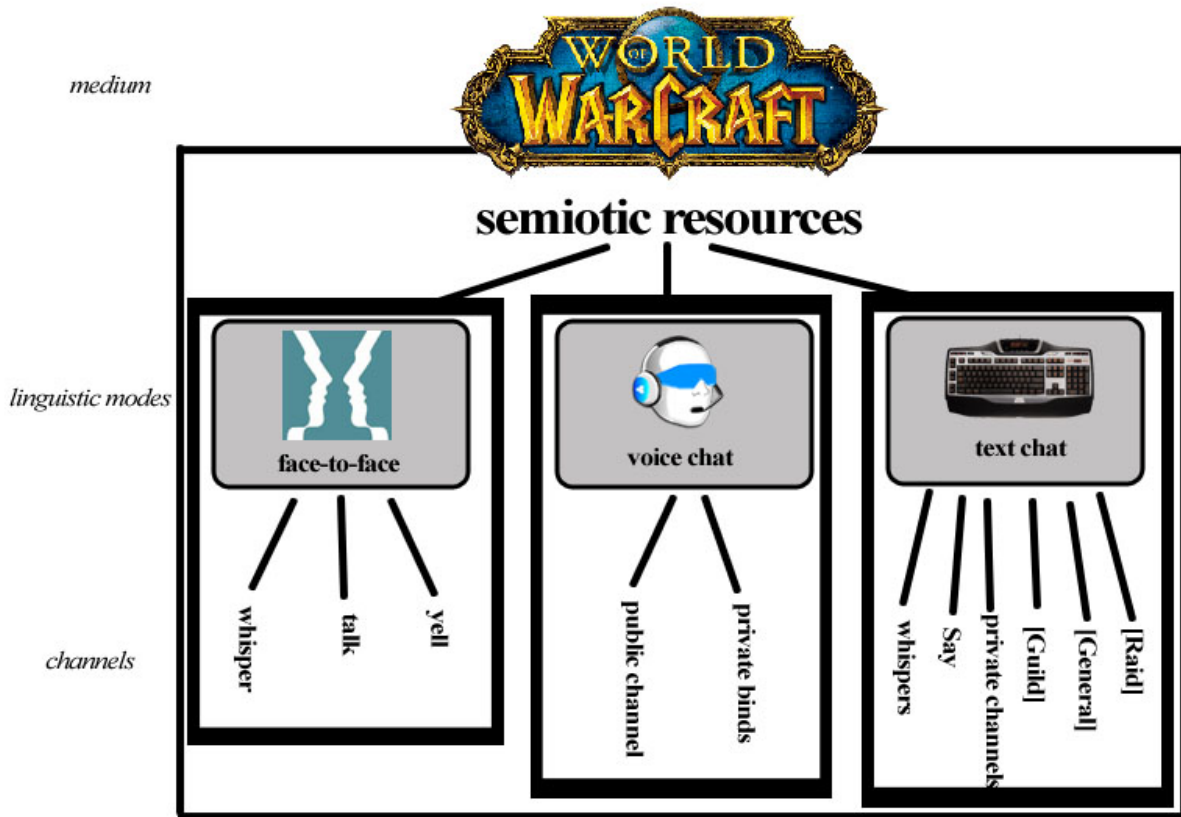 medium
WORLD
OF
WARCRAFT
semiotic resources
linguistic modes
face-to-face
voice chat
text chat
channels
whisper
talk
yell
public channel
private binds
whispers
Say
private channels
[Guild]
[General]
[Raid]